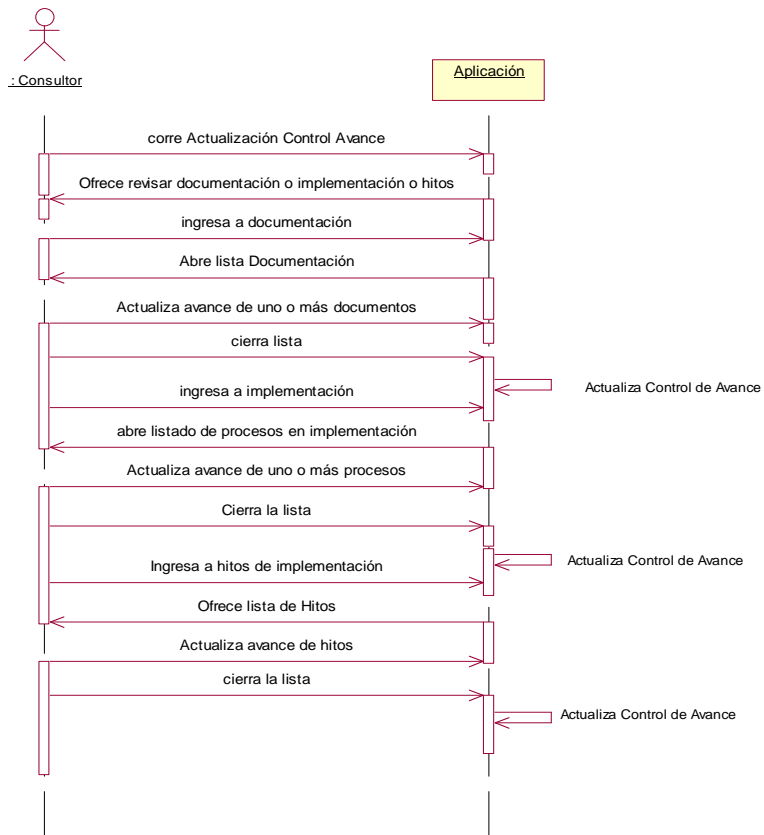 : Consultor
Aplicación
corre Actualización Control Avance
Ofrece revisar documentación o implementación o hitos
ingresa a documentación
Abre lista Documentación
Actualiza avance de uno o más documentos
cierra lista
Actualiza Control de Avance
ingresa a implementación
abre listado de procesos en implementación
Actualiza avance de uno o más procesos
Cierra la lista
Actualiza Control de Avance
Ingresa a hitos de implementación
Ofrece lista de Hitos
Actualiza avance de hitos
cierra la lista
Actualiza Control de Avance